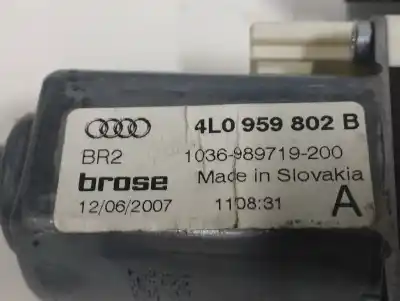 4L0 959 802 B
BR2 1036-989719-200
brose Made in Slovakia
12/06/2007 1108:31 A